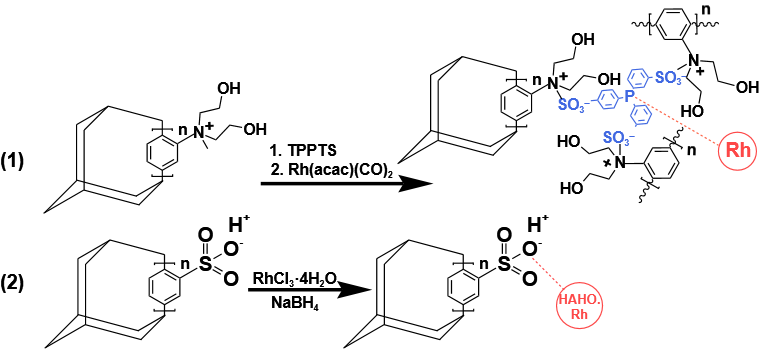 (1)
n
N
+
OH
OH
1. TPPTS
2. Rh(acac)(CO)2
n
N
+
OH
OH
SO3−
P
SO3−
SO3−
n
N
+
OH
OH
n
N
+
HO
HO
Rh
(2)
n
S
O
O-
O
H+
RhCl3·4H2O
NaBH4
n
S
O
O-
O
H+
HAHO.
Rh